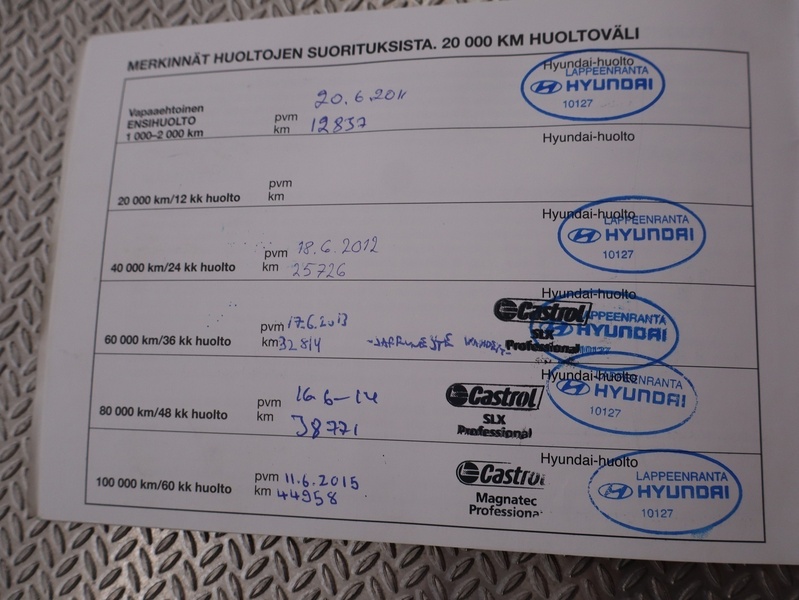 MERKINNÄT HUOLTOJEN SUORITUKSISTA. 20 000 KM HUOLTOVÄLI
Vapaaehtoinen
ENSIHUOLTO
1 000–2 000 km
pvm 20.6.2011
km 12837
Hyundai-huolto
LAPPEENRANTA
HYUNDAI
10127
20 000 km/12 kk huolto
pvm
km
Hyundai-huolto
40 000 km/24 kk huolto
pvm 18.6.2012
km 25726
Hyundai-huolto
LAPPEENRANTA
HYUNDAI
10127
60 000 km/36 kk huolto
pvm 17.6.2013
km 32814
Castrol
SLX
Professional
Hyundai-huolto
LAPPEENRANTA
HYUNDAI
10127
80 000 km/48 kk huolto
pvm 16.6-14
km 38771
Castrol
SLX
Professional
Hyundai-huolto
LAPPEENRANTA
HYUNDAI
10127
100 000 km/60 kk huolto
pvm 11.6.2015
km 44958
Castrol
Magnatec
Professional
Hyundai-huolto
LAPPEENRANTA
HYUNDAI
10127